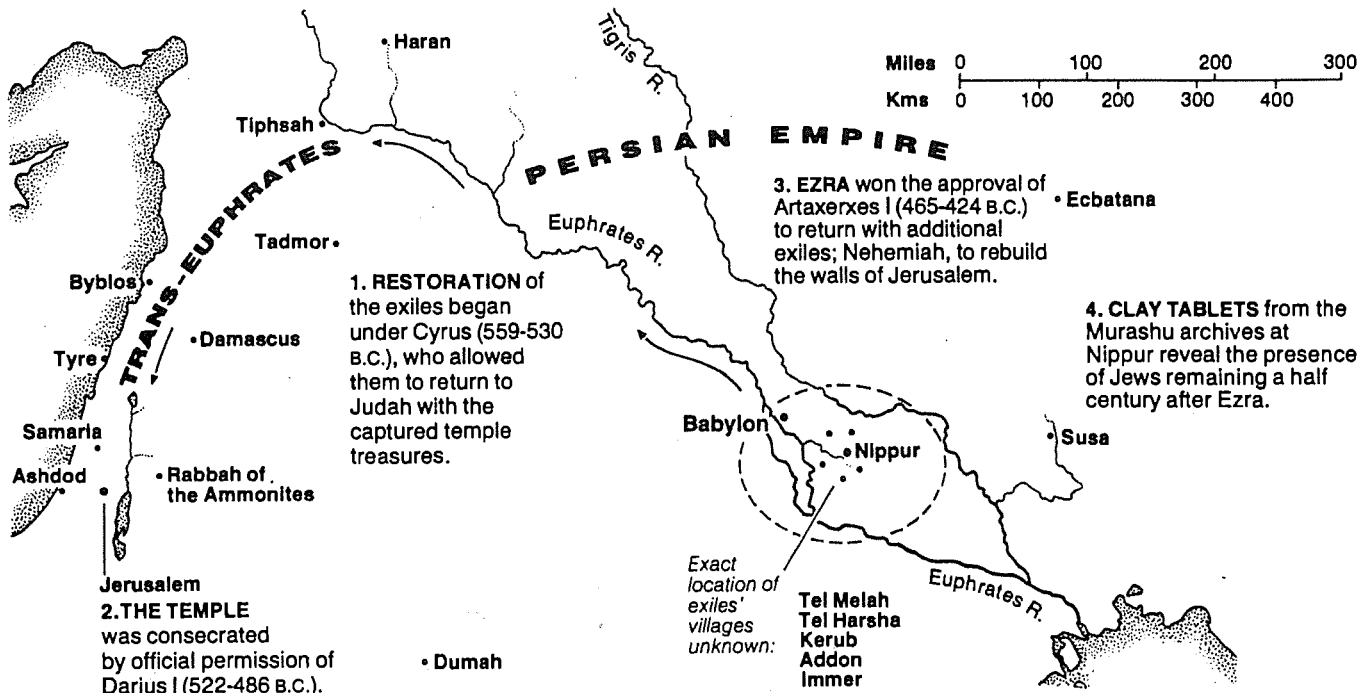 Haran
Tigris R.
Miles 0 100 200 300
Kms 0 100 200 300 400
Tiphsah
TRANS-EUPHRATES
PERSIAN EMPIRE
3. EZRA won the approval of
Artaxerxes I (465-424 B.C.)
to return with additional
exiles; Nehemiah, to rebuild
the walls of Jerusalem.
Ecbatana
Euphrates R.
Tadmor
Byblos
1. RESTORATION of
the exiles began
under Cyrus (559-530
B.C.), who allowed
them to return to
Judah with the
captured temple
treasures.
4. CLAY TABLETS from the
Murashu archives at
Nippur reveal the presence
of Jews remaining a half
century after Ezra.
Damascus
Tyre
Babylon
Nippur
Susa
Samaria
Ashdod
Rabbah of
the Ammonites
Jerusalem
2.THE TEMPLE
was consecrated
by official permission of
Darius I (522-486 B.C.).
Dumah
Exact
location of
exiles'
villages
unknown:
Tel Melah
Tel Harsha
Kerub
Addon
Immer
Euphrates R.